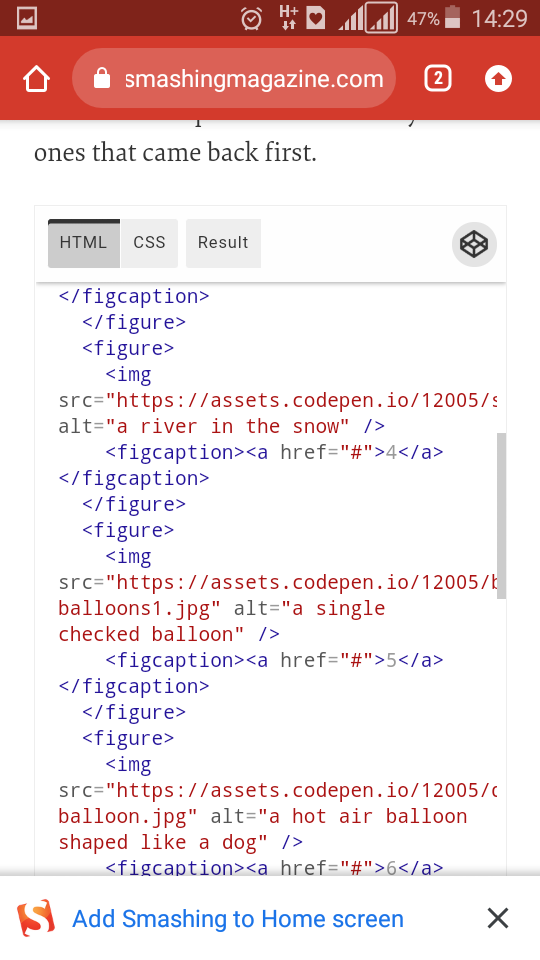 H+ 47% 14:29
smashingmagazine.com 2
ones that came back first.
HTML CSS Result
</figcaption>
</figure>
<figure>
<img
src="https://assets.codepen.io/12005/
alt="a river in the snow" />
<figcaption><a href="#">4</a>
</figcaption>
</figure>
<figure>
<img
src="https://assets.codepen.io/12005/
balloons1.jpg" alt="a single
checked balloon" />
<figcaption><a href="#">5</a>
</figcaption>
</figure>
<figure>
<img
src="https://assets.codepen.io/12005/
balloon.jpg" alt="a hot air balloon
shaped like a dog" />
<figcaption><a href="#">6</a>
Add Smashing to Home screen